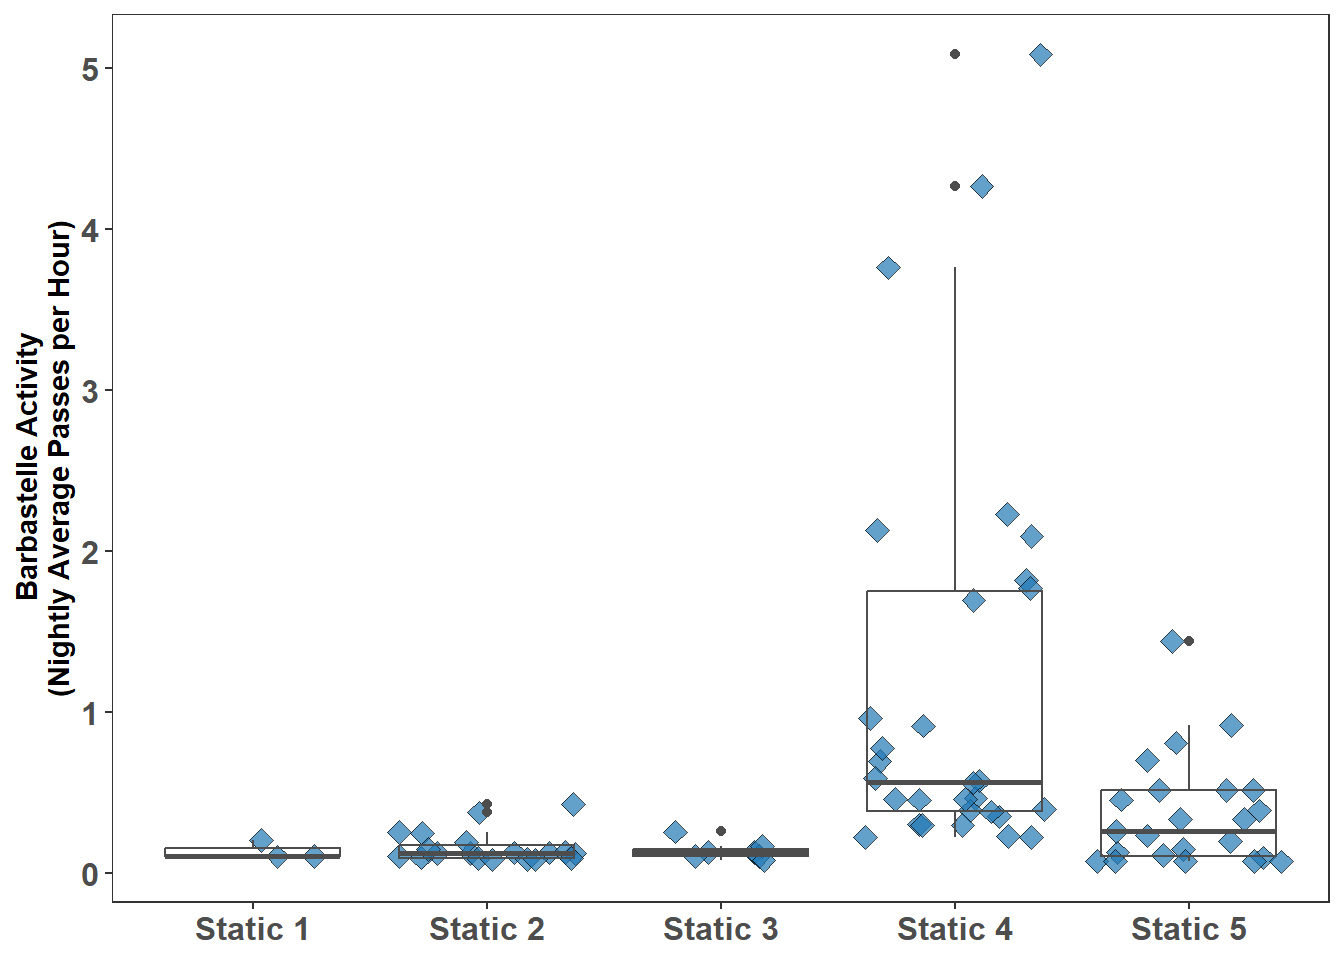 Barbastelle Activity
(Nightly Average Passes per Hour)
5
4
3
2
1
0
Static 1
Static 2
Static 3
Static 4
Static 5